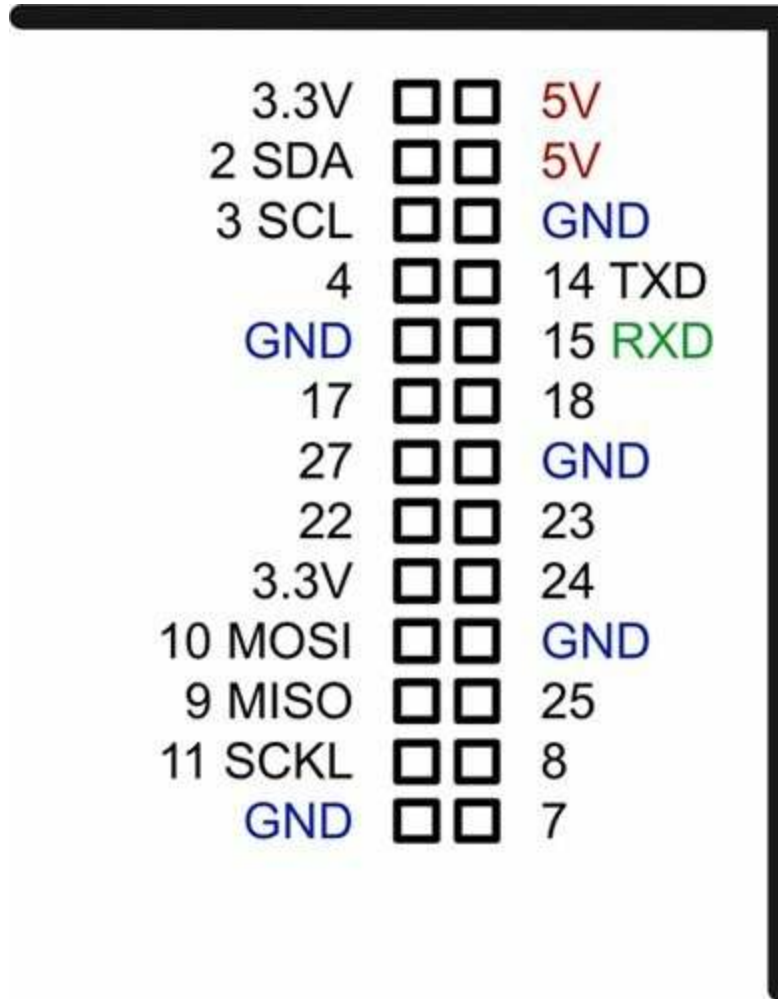 3.3V 5V
2 SDA 5V
3 SCL GND
4 14 TXD
GND 15 RXD
17 18
27 GND
22 23
3.3V 24
10 MOSI GND
9 MISO 25
11 SCKL 8
GND 7